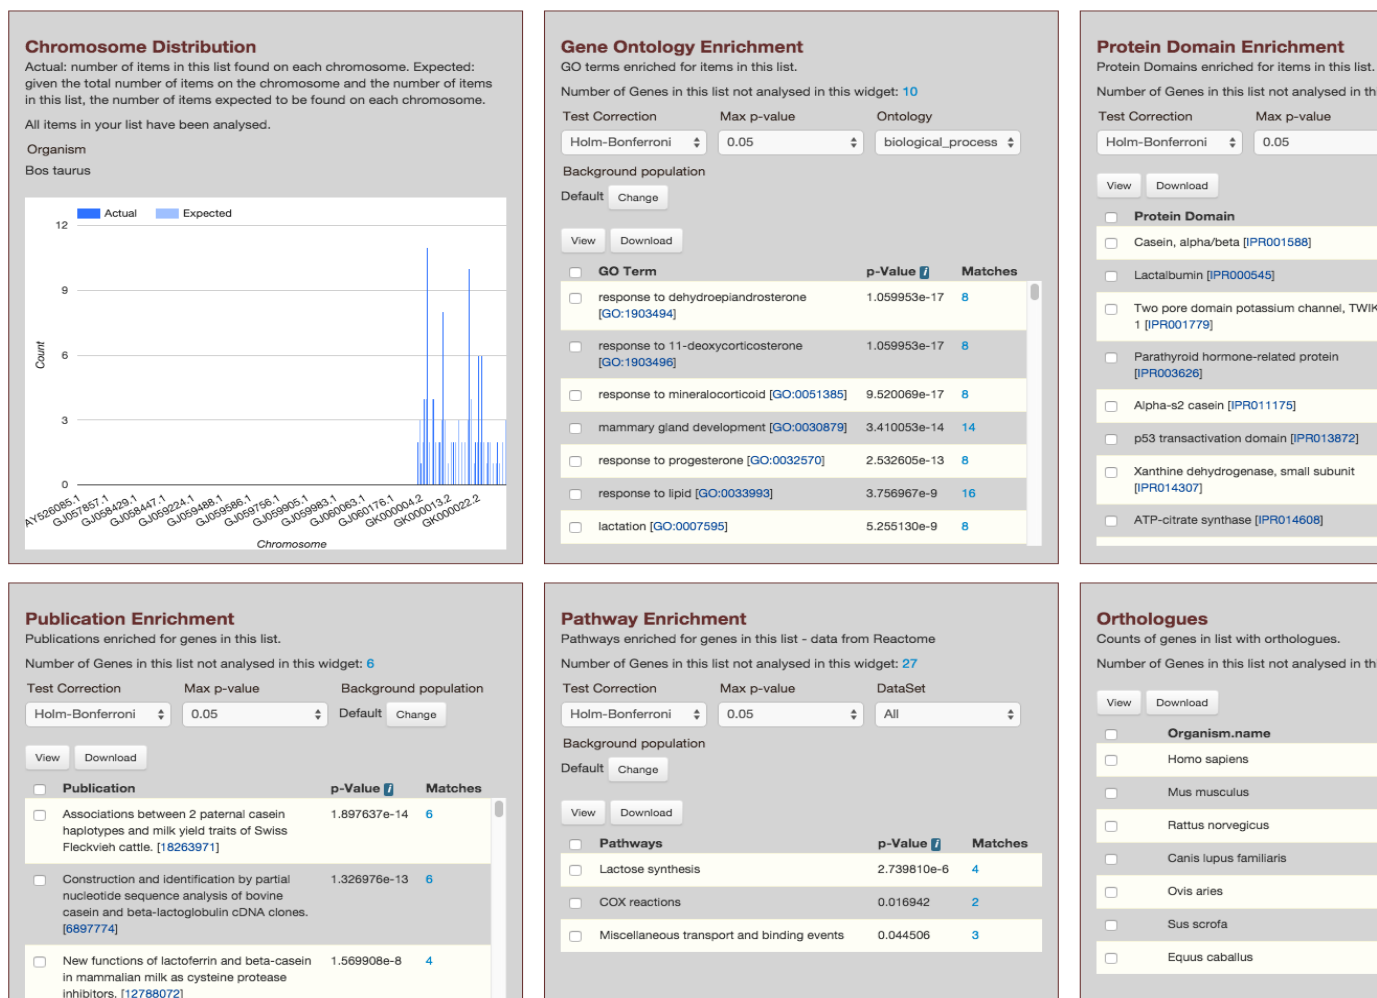 Chromosome Distribution
Actual: number of items in this list found on each chromosome. Expected:
given the total number of items on the chromosome and the number of items
in this list, the number of items expected to be found on each chromosome.
All items in your list have been analysed.
Organism
Bos taurus
Actual Expected
12
9
6
3
0
Count
AY526085.1 GJ057857.1 GJ058429.1 GJ058447.1 GJ059224.1 GJ059488.1 GJ059586.1 GJ059756.1 GJ059905.1 GJ059983.1 GJ060063.1 GJ060176.1 GK000004.2 GK000013.2 GK000022.2
Chromosome
Gene Ontology Enrichment
GO terms enriched for items in this list.
Number of Genes in this list not analysed in this widget: 10
Test Correction Max p-value Ontology
Holm-Bonferroni 0.05 biological_process
Background population
Default Change
View Download
GO Term p-Value i Matches
response to dehydroepiandrosterone 1.059953e-17 8
[GO:1903494]
response to 11-deoxycorticosterone 1.059953e-17 8
[GO:1903496]
response to mineralocorticoid [GO:0051385] 9.520069e-17 8
mammary gland development [GO:0030879] 3.410053e-14 14
response to progesterone [GO:0032570] 2.532605e-13 8
response to lipid [GO:0033993] 3.756967e-9 16
lactation [GO:0007595] 5.255130e-9 8
Protein Domain Enrichment
Protein Domains enriched for items in this list.
Number of Genes in this list not analysed in th
Test Correction Max p-value
Holm-Bonferroni 0.05
View Download
Protein Domain
Casein, alpha/beta [IPR001588]
Lactalbumin [IPR000545]
Two pore domain potassium channel, TWIK
1 [IPR001779]
Parathyroid hormone-related protein
[IPR003626]
Alpha-s2 casein [IPR011175]
p53 transactivation domain [IPR013872]
Xanthine dehydrogenase, small subunit
[IPR014307]
ATP-citrate synthase [IPR014608]
Publication Enrichment
Publications enriched for genes in this list.
Number of Genes in this list not analysed in this widget: 6
Test Correction Max p-value Background population
Holm-Bonferroni 0.05 Default Change
View Download
Publication p-Value i Matches
Associations between 2 paternal casein 1.897637e-14 6
haplotypes and milk yield traits of Swiss
Fleckvieh cattle. [18263971]
Construction and identification by partial 1.326976e-13 6
nucleotide sequence analysis of bovine
casein and beta-lactoglobulin cDNA clones.
[6897774]
New functions of lactoferrin and beta-casein 1.569908e-8 4
in mammalian milk as cysteine protease
inhibitors. [12788072]
Pathway Enrichment
Pathways enriched for genes in this list - data from Reactome
Number of Genes in this list not analysed in this widget: 27
Test Correction Max p-value DataSet
Holm-Bonferroni 0.05 All
Background population
Default Change
View Download
Pathways p-Value i Matches
Lactose synthesis 2.739810e-6 4
COX reactions 0.016942 2
Miscellaneous transport and binding events 0.044506 3
Orthologues
Counts of genes in list with orthologues.
Number of Genes in this list not analysed in th
View Download
Organism.name
Homo sapiens
Mus musculus
Rattus norvegicus
Canis lupus familiaris
Ovis aries
Sus scrofa
Equus caballus